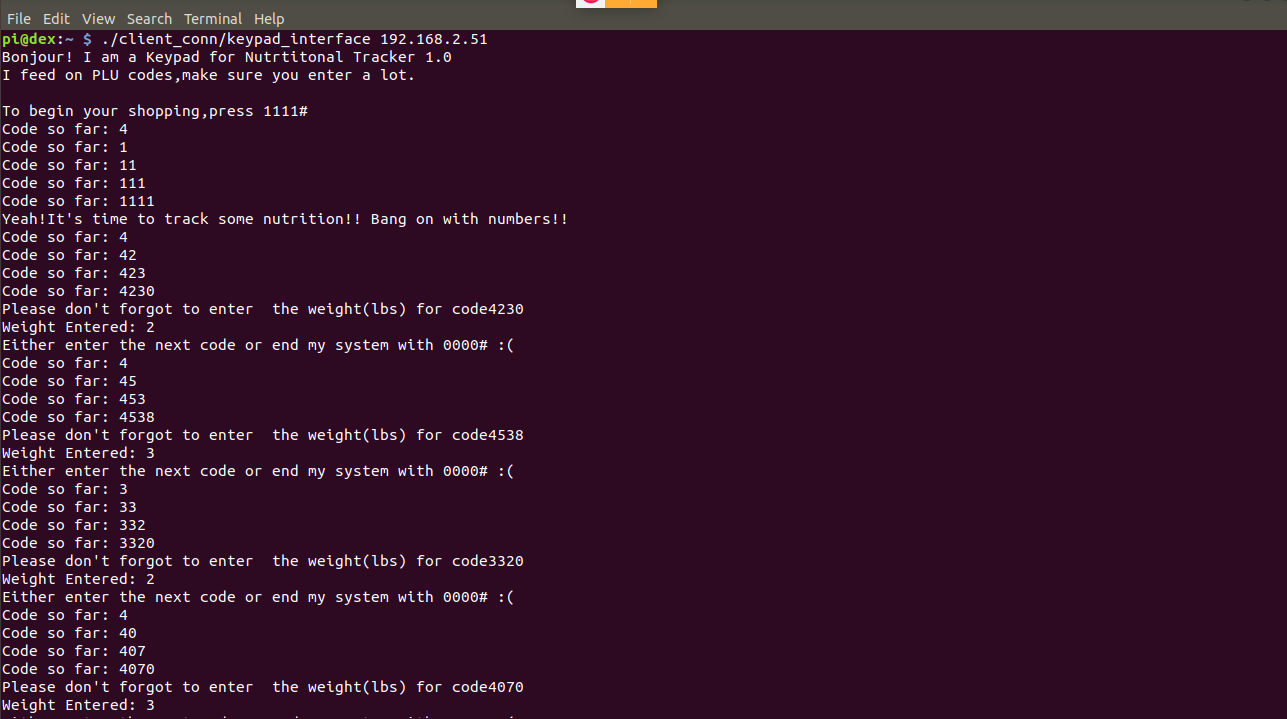 File Edit View Search Terminal Help
pi@dex:~ $ ./client_conn/keypad_interface 192.168.2.51
Bonjour! I am a Keypad for Nutrtitonal Tracker 1.0
I feed on PLU codes,make sure you enter a lot.
To begin your shopping,press 1111#
Code so far: 4
Code so far: 1
Code so far: 11
Code so far: 111
Code so far: 1111
Yeah!It's time to track some nutrition!! Bang on with numbers!!
Code so far: 4
Code so far: 42
Code so far: 423
Code so far: 4230
Please don't forgot to enter  the weight(lbs) for code4230
Weight Entered: 2
Either enter the next code or end my system with 0000# :(
Code so far: 4
Code so far: 45
Code so far: 453
Code so far: 4538
Please don't forgot to enter  the weight(lbs) for code4538
Weight Entered: 3
Either enter the next code or end my system with 0000# :(
Code so far: 3
Code so far: 33
Code so far: 332
Code so far: 3320
Please don't forgot to enter  the weight(lbs) for code3320
Weight Entered: 2
Either enter the next code or end my system with 0000# :(
Code so far: 4
Code so far: 40
Code so far: 407
Code so far: 4070
Please don't forgot to enter  the weight(lbs) for code4070
Weight Entered: 3